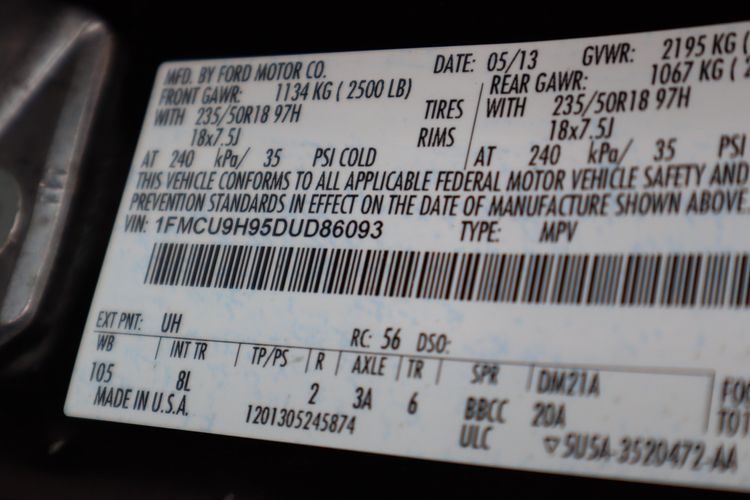 MFD. BY FORD MOTOR CO. DATE: 05/13 GVWR: 2195 KG (
FRONT GAWR: 1134 KG ( 2500 LB) REAR GAWR: 1067 KG ( 2
WITH 235/50R18 97H TIRES WITH 235/50R18 97H
18x7.5J RIMS 18x7.5J
AT 240 kPa/ 35 PSI COLD AT 240 kPa/ 35 PSI
THIS VEHICLE CONFORMS TO ALL APPLICABLE FEDERAL MOTOR VEHICLE SAFETY AND
PREVENTION STANDARDS IN EFFECT ON THE DATE OF MANUFACTURE SHOWN ABOVE.
VIN: 1FMCU9H95DUD86093 TYPE: MPV
EXT PNT: UH RC: 56 DSO:
WB INT TR TP/PS R AXLE TR SPR DM21A
105 8L 2 3A 6 BBCC 20A
MADE IN U.S.A. 1201305245874 ULC ▽5U5A-3520472-AA